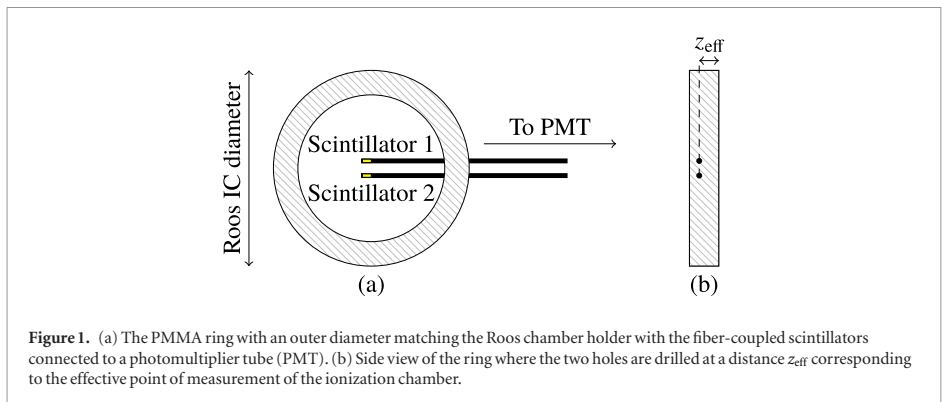 z_eff
Roos IC diameter
Scintillator 1
To PMT
Scintillator 2
(a)
(b)
Figure 1. (a) The PMMA ring with an outer diameter matching the Roos chamber holder with the fiber-coupled scintillators
connected to a photomultiplier tube (PMT). (b) Side view of the ring where the two holes are drilled at a distance z_eff corresponding
to the effective point of measurement of the ionization chamber.